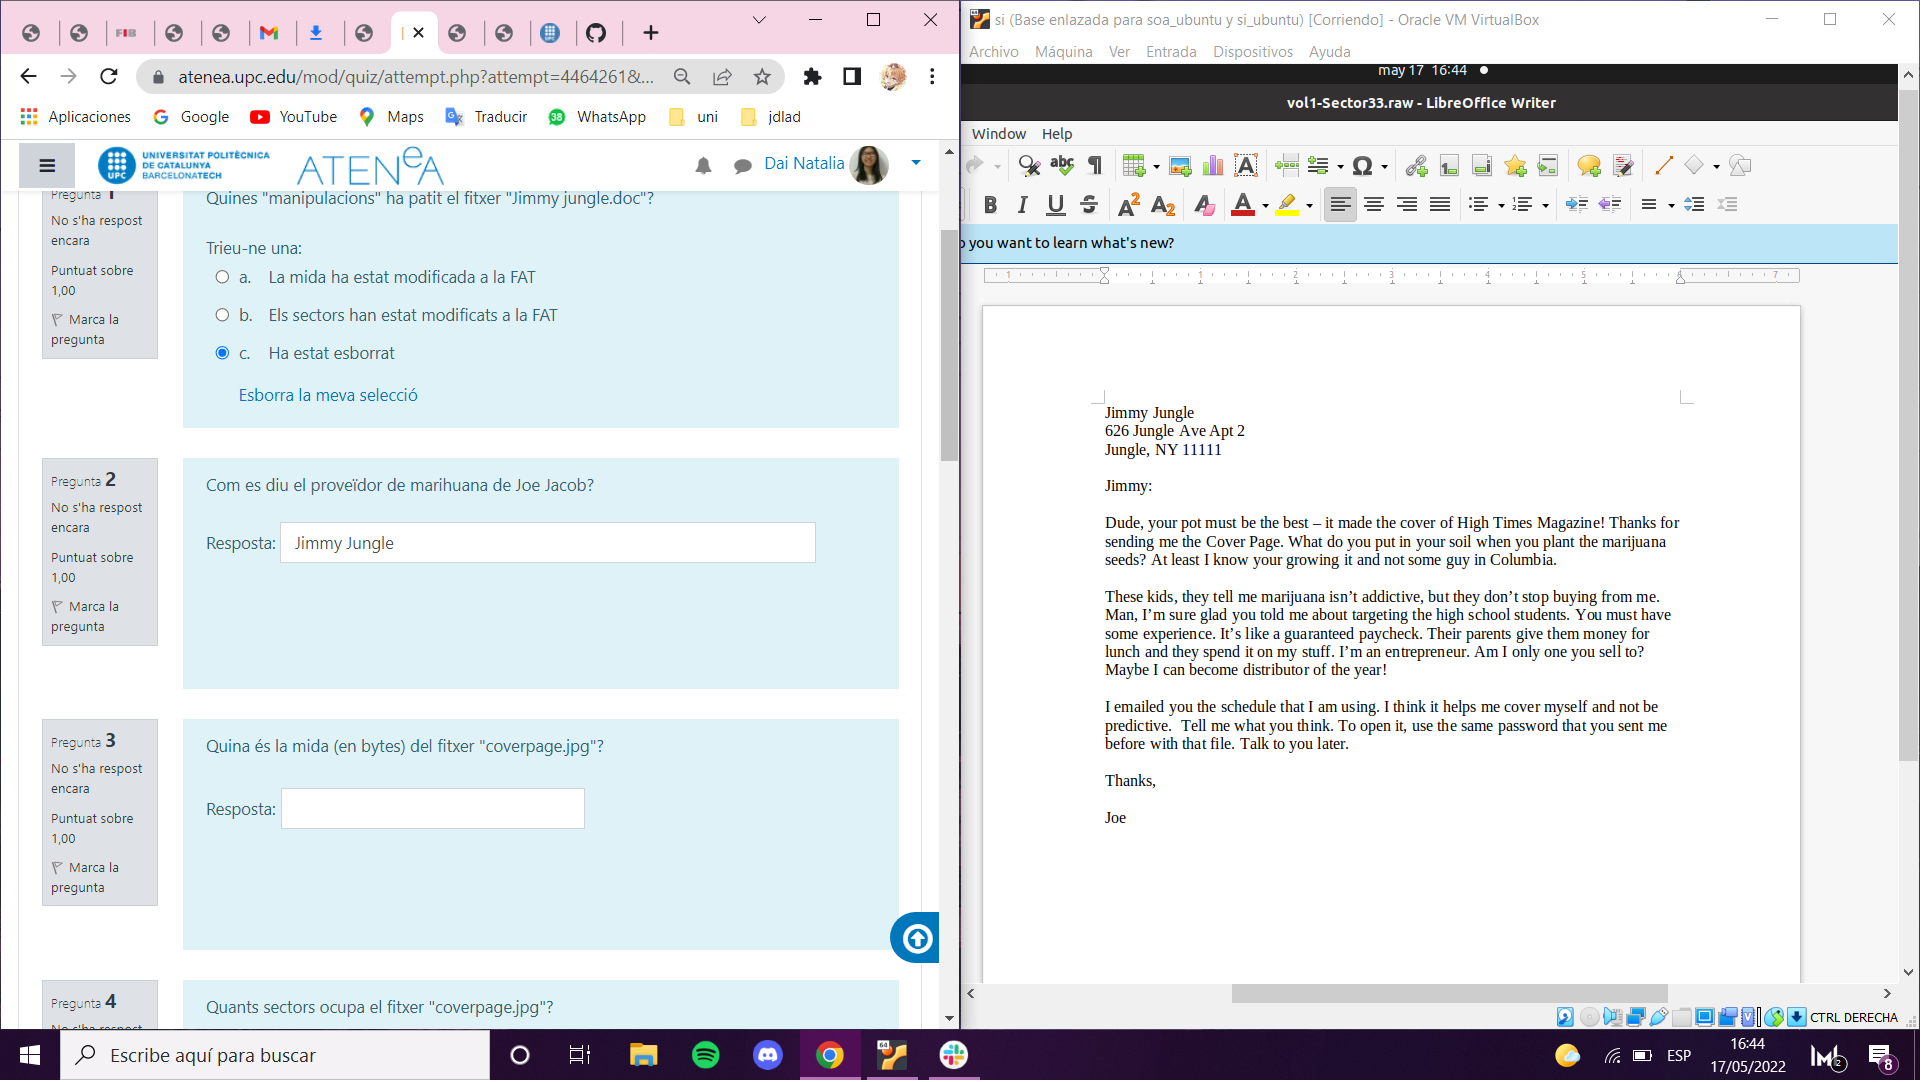 atenea.upc.edu/mod/quiz/attempt.php?attempt=4464261&...
Aplicaciones
Google
YouTube
Maps
Traducir
WhatsApp
uni
jdlad
UPC
UNIVERSITAT POLITÈCNICA
DE CATALUNYA
BARCELONATECH
ATENEA
Dai Natalia
Pregunta 1
No s'ha respost
encara
Puntuat sobre
1,00
Marca la
pregunta
Quines "manipulacions" ha patit el fitxer "Jimmy jungle.doc"?
Trieu-ne una:
a. La mida ha estat modificada a la FAT
b. Els sectors han estat modificats a la FAT
c. Ha estat esborrat
Esborra la meva selecció
Pregunta 2
No s'ha respost
encara
Puntuat sobre
1,00
Marca la
pregunta
Com es diu el proveïdor de marihuana de Joe Jacob?
Resposta: Jimmy Jungle
Pregunta 3
No s'ha respost
encara
Puntuat sobre
1,00
Marca la
pregunta
Quina és la mida (en bytes) del fitxer "coverpage.jpg"?
Resposta:
Pregunta 4
No s'ha respost
Quants sectors ocupa el fitxer "coverpage.jpg"?
si (Base enlazada para soa_ubuntu y si_ubuntu) [Corriendo] - Oracle VM VirtualBox
Archivo Máquina Ver Entrada Dispositivos Ayuda
may 17 16:44
vol1-Sector33.raw - LibreOffice Writer
Window Help
o you want to learn what's new?
1 1 2 3 4 5 6 7
Jimmy Jungle
626 Jungle Ave Apt 2
Jungle, NY 11111
Jimmy:
Dude, your pot must be the best – it made the cover of High Times Magazine! Thanks for
sending me the Cover Page. What do you put in your soil when you plant the marijuana
seeds? At least I know your growing it and not some guy in Columbia.
These kids, they tell me marijuana isn’t addictive, but they don’t stop buying from me.
Man, I’m sure glad you told me about targeting the high school students. You must have
some experience. It’s like a guaranteed paycheck. Their parents give them money for
lunch and they spend it on my stuff. I’m an entrepreneur. Am I only one you sell to?
Maybe I can become distributor of the year!
I emailed you the schedule that I am using. I think it helps me cover myself and not be
predictive.  Tell me what you think. To open it, use the same password that you sent me
before with that file. Talk to you later.
Thanks,
Joe
CTRL DERECHA
Escribe aquí para buscar
ESP
16:44
17/05/2022
2
8